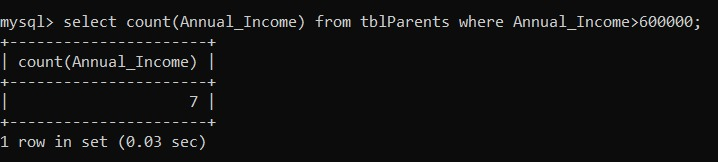 mysql> select count(Annual_Income) from tblParents where Annual_Income>600000;
+----------------------+
| count(Annual_Income) |
+----------------------+
|                    7 |
+----------------------+
1 row in set (0.03 sec)